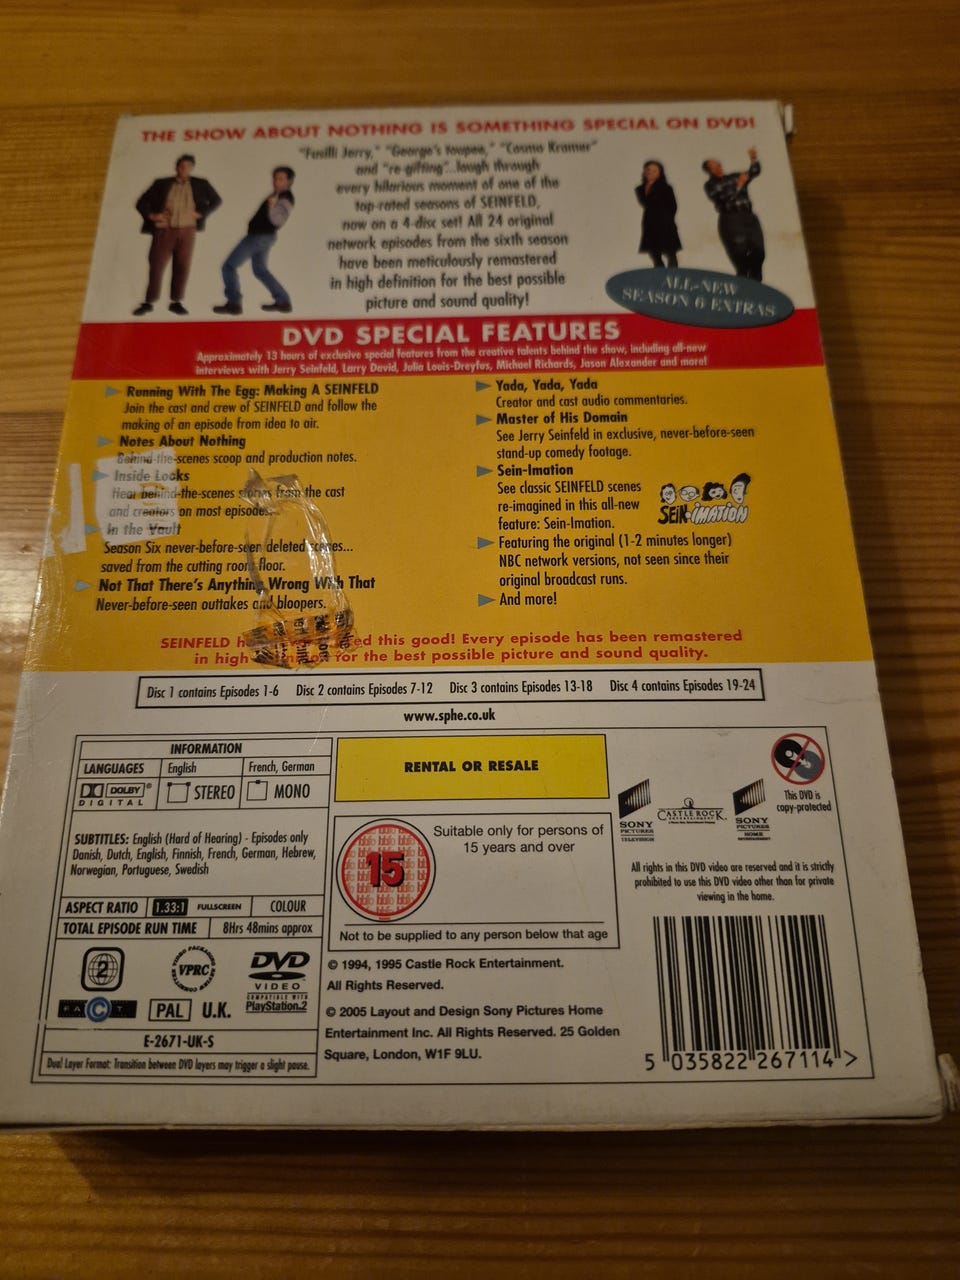 THE SHOW ABOUT NOTHING IS SOMETHING SPECIAL ON DVD!
"Fusilli Jerry," "George's toupee," "Cosmo Kramer"
and "re-gifting"...laugh through
every hilarious moment of one of the
top-rated seasons of SEINFELD,
now on a 4-disc set! All 24 original
network episodes from the sixth season
have been meticulously remastered
in high definition for the best possible
picture and sound quality!
ALL-NEW
SEASON 6 EXTRAS
DVD SPECIAL FEATURES
Approximately 13 hours of exclusive special features from the creative talents behind the show, including all-new
interviews with Jerry Seinfeld, Larry David, Julia Louis-Dreyfus, Michael Richards, Jason Alexander and more!
Running With The Egg: Making A SEINFELD
Join the cast and crew of SEINFELD and follow the
making of an episode from idea to air.
Notes About Nothing
Behind-the-scenes scoop and production notes.
Inside Looks
Hear behind-the-scenes stories from the cast
and creators on most episodes.
In the Vault
Season Six never-before-seen deleted scenes...
saved from the cutting room floor.
Not That There's Anything Wrong With That
Never-before-seen outtakes and bloopers.
Yada, Yada, Yada
Creator and cast audio commentaries.
Master of His Domain
See Jerry Seinfeld in exclusive, never-before-seen
stand-up comedy footage.
Sein-Imation
See classic SEINFELD scenes
re-imagined in this all-new
feature: Sein-Imation.
SEIN-IMATION
Featuring the original (1-2 minutes longer)
NBC network versions, not seen since their
original broadcast runs.
And more!
SEINFELD this good! Every episode has been remastered
in high for the best possible picture and sound quality.
Disc 1 contains Episodes 1-6 Disc 2 contains Episodes 7-12 Disc 3 contains Episodes 13-18 Disc 4 contains Episodes 19-24
www.sphe.co.uk
INFORMATION
LANGUAGES English French, German
DOLBY DIGITAL STEREO MONO
SUBTITLES: English (Hard of Hearing) - Episodes only
Danish, Dutch, English, Finnish, French, German, Hebrew,
Norwegian, Portuguese, Swedish
ASPECT RATIO 1.33:1 FULLSCREEN COLOUR
TOTAL EPISODE RUN TIME 8Hrs 48mins approx
2
VPRC
DVD
VIDEO
COMPATIBLE WITH
PlayStation.2
FACT PAL U.K.
E-2671-UK-S
Dual Layer Format: Transition between DVD layers may trigger a slight pause.
RENTAL OR RESALE
15
Suitable only for persons of
15 years and over
Not to be supplied to any person below that age
© 1994, 1995 Castle Rock Entertainment.
All Rights Reserved.
© 2005 Layout and Design Sony Pictures Home
Entertainment Inc. All Rights Reserved. 25 Golden
Square, London, W1F 9LU.
SONY
PICTURES
TELEVISION
CASTLE ROCK
ENTERTAINMENT
SONY
PICTURES
HOME
ENTERTAINMENT
This DVD is
copy-protected
All rights in this DVD video are reserved and it is strictly
prohibited to use this DVD video other than for private
viewing in the home.
5 035822 267114 >